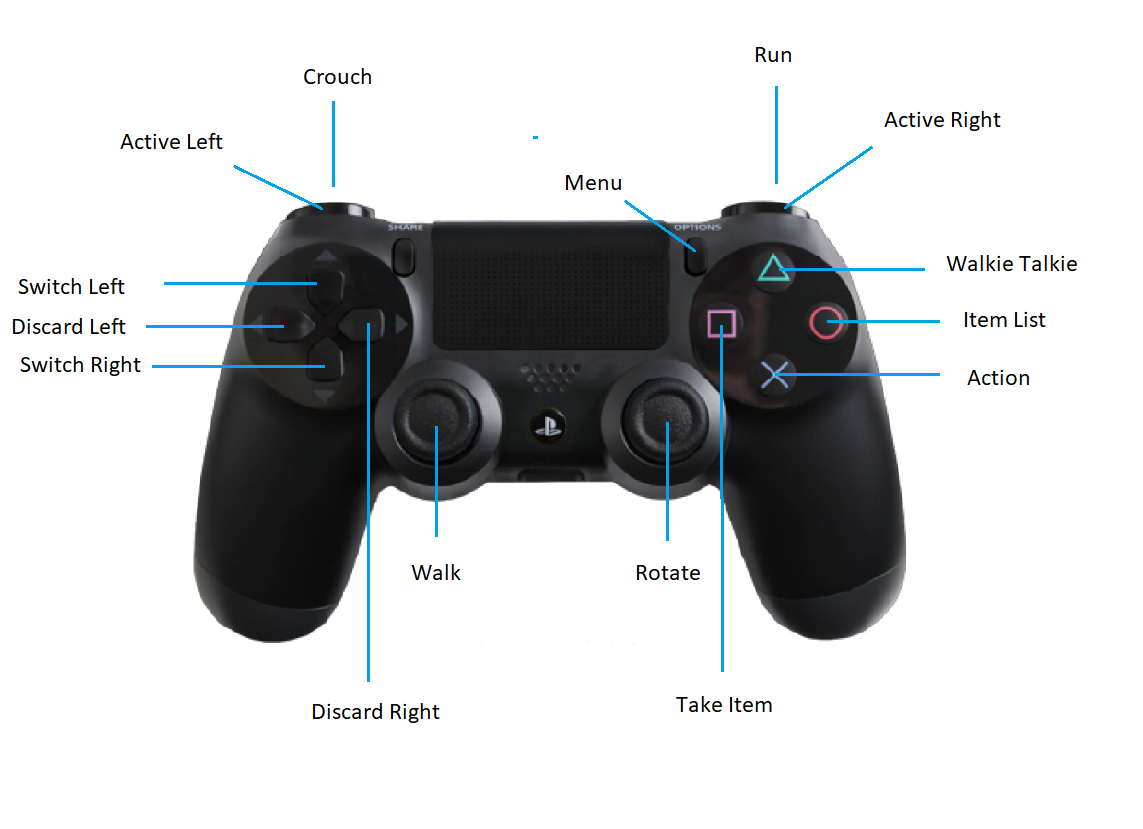 Run
Crouch
Active Right
Active Left
Menu
SHARE
OPTIONS
Walkie Talkie
Switch Left
Item List
Discard Left
Switch Right
Action
Walk
Rotate
Take Item
Discard Right